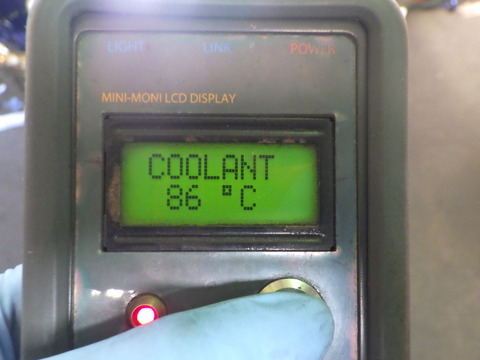 LIGHT LINK POWER
MINI-MONI LCD DISPLAY
COOLANT
86 °C